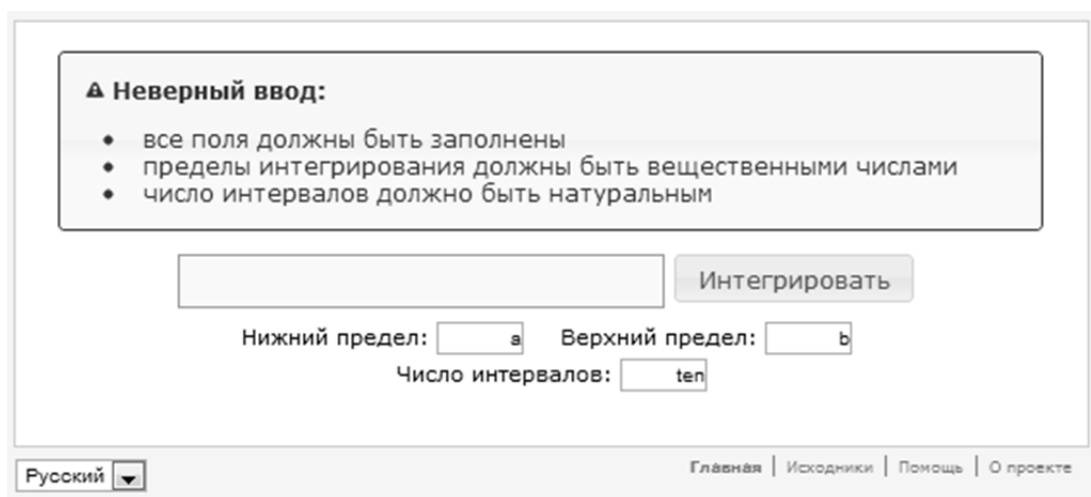 Неверный ввод:
• все поля должны быть заполнены
• пределы интегрирования должны быть вещественными числами
• число интервалов должно быть натуральным
Интегрировать
Нижний предел: a Верхний предел: b
Число интервалов: ten
Русский Главная | Исходники | Помощь | О проекте